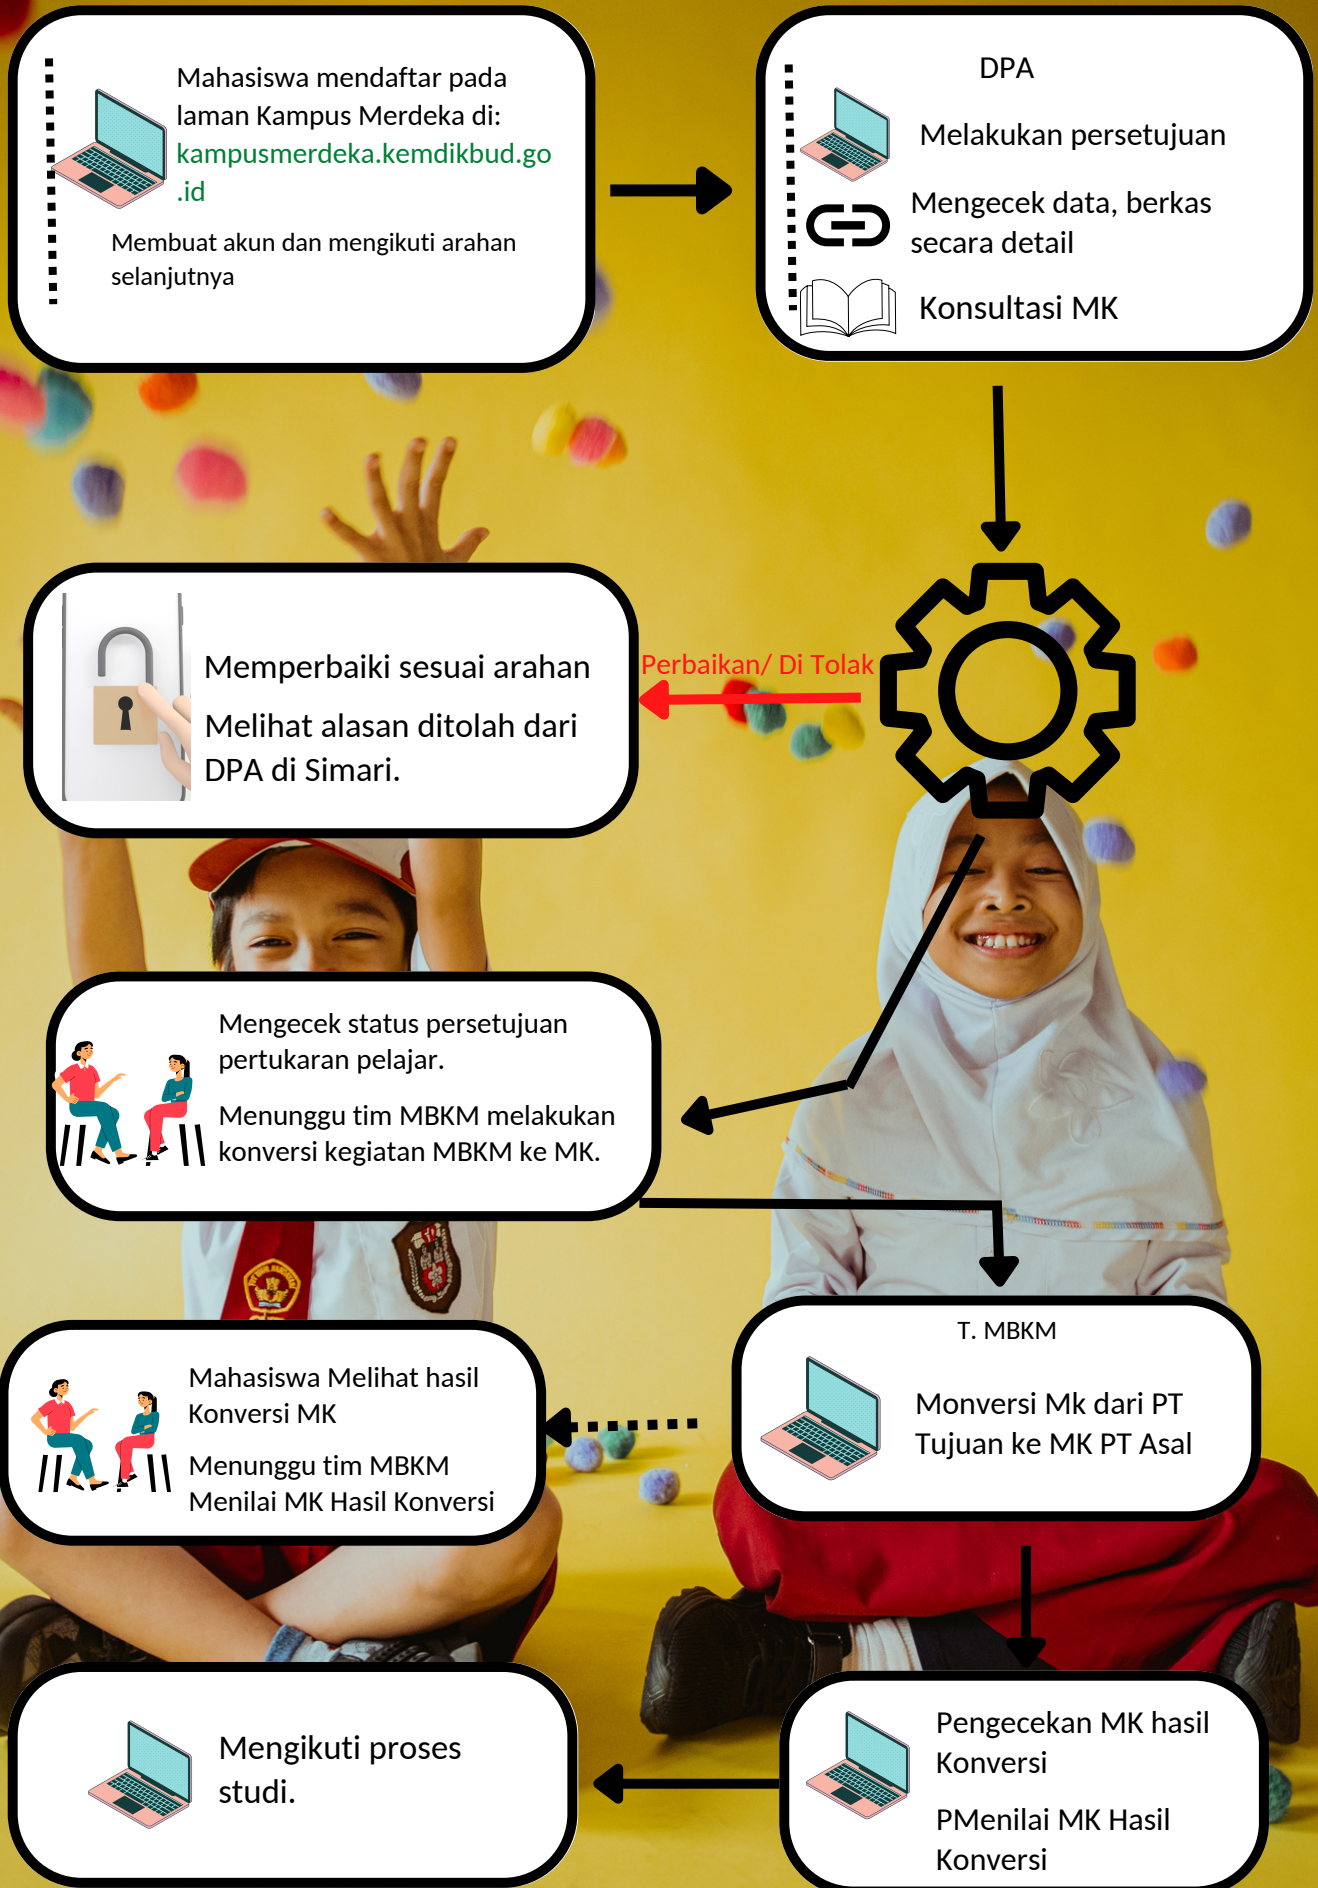 Mahasiswa mendaftar pada
laman Kampus Merdeka di:
kampusmerdeka.kemdikbud.go
.id
Membuat akun dan mengikuti arahan
selanjutnya
DPA
Melakukan persetujuan
Mengecek data, berkas
secara detail
Konsultasi MK
Perbaikan/ Di Tolak
Memperbaiki sesuai arahan
Melihat alasan ditolah dari
DPA di Simari.
Mengecek status persetujuan
pertukaran pelajar.
Menunggu tim MBKM melakukan
konversi kegiatan MBKM ke MK.
T. MBKM
Monversi Mk dari PT
Tujuan ke MK PT Asal
Mahasiswa Melihat hasil
Konversi MK
Menunggu tim MBKM
Menilai MK Hasil Konversi
Pengecekan MK hasil
Konversi
PMenilai MK Hasil
Konversi
Mengikuti proses
studi.